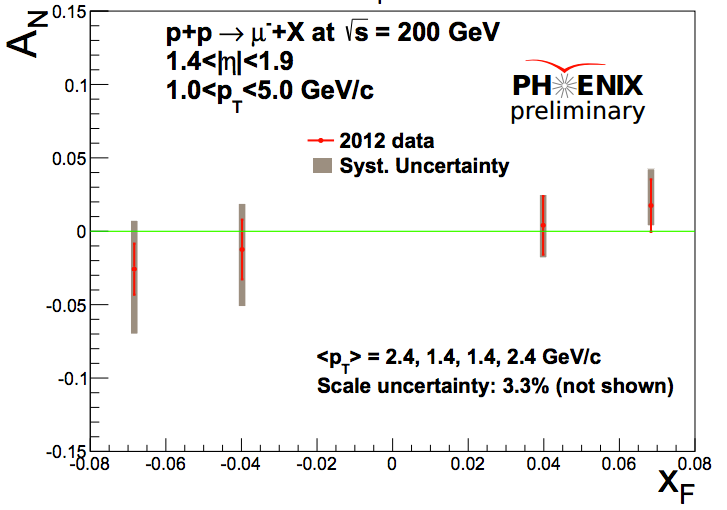 A_N
0.15
0.1
0.05
0
-0.05
-0.1
-0.15
p+p → μ⁻+X at √s = 200 GeV
1.4<|η|<1.9
1.0<p_T<5.0 GeV/c
PHENIX
preliminary
2012 data
Syst. Uncertainty
<p_T> = 2.4, 1.4, 1.4, 2.4 GeV/c
Scale uncertainty: 3.3% (not shown)
-0.08 -0.06 -0.04 -0.02 0 0.02 0.04 0.06 0.08
x_F